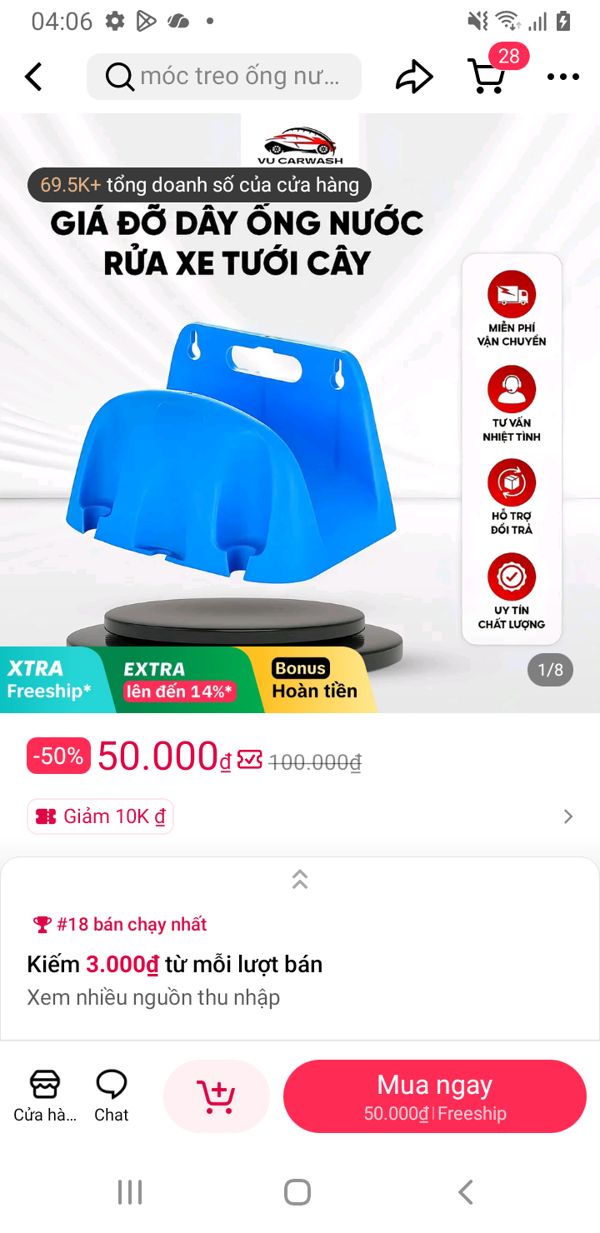 04:06
móc treo ống nư...
28
VU CARWASH
69.5K+ tổng doanh số của cửa hàng
GIÁ ĐỠ DÂY ỐNG NƯỚC
RỬA XE TƯỚI CÂY
MIỄN PHÍ
VẬN CHUYỂN
TƯ VẤN
NHIỆT TÌNH
HỖ TRỢ
ĐỔI TRẢ
UY TÍN
CHẤT LƯỢNG
XTRA
Freeship*
EXTRA
lên đến 14%*
Bonus
Hoàn tiền
1/8
-50% 50.000₫ 100.000₫
Giảm 10K ₫
#18 bán chạy nhất
Kiếm 3.000₫ từ mỗi lượt bán
Xem nhiều nguồn thu nhập
Cửa hà...
Chat
Mua ngay
50.000₫ | Freeship